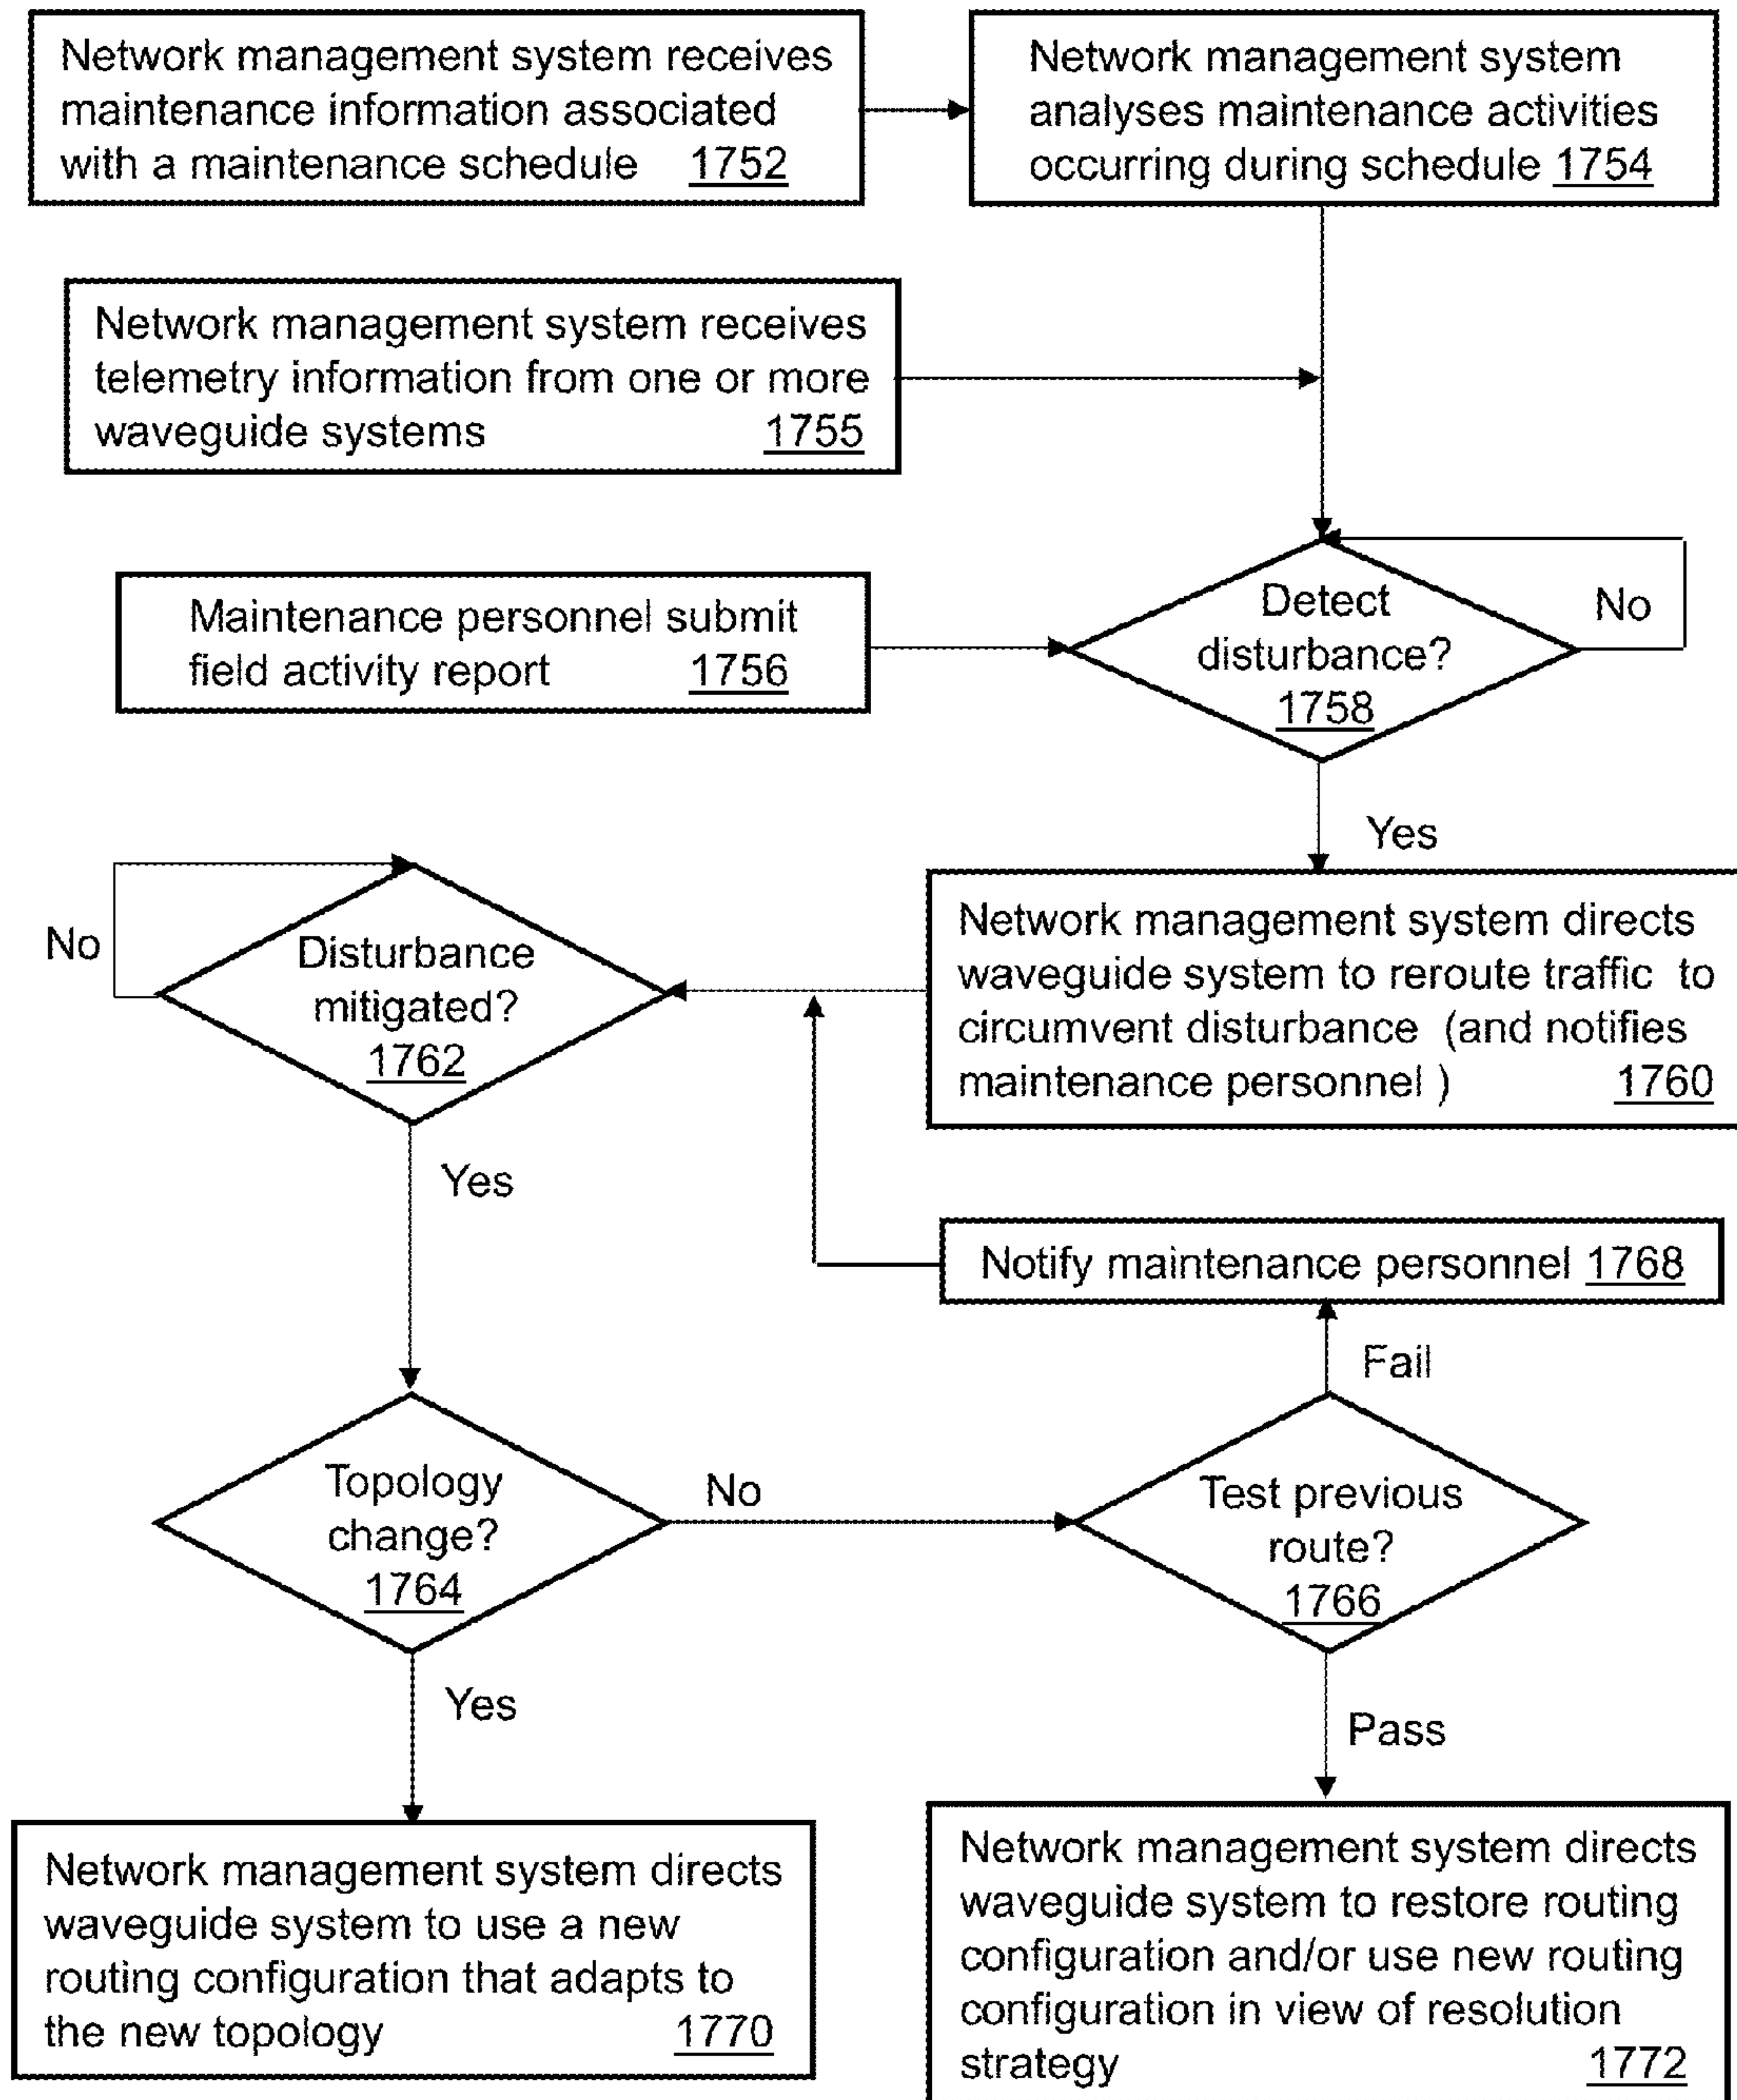 Network management system receives
maintenance information associated
with a maintenance schedule 1752
Network management system
analyses maintenance activities
occurring during schedule 1754
Network management system receives
telemetry information from one or more
waveguide systems 1755
Maintenance personnel submit
field activity report 1756
Detect
disturbance?
1758
No
Yes
Network management system directs
waveguide system to reroute traffic to
circumvent disturbance (and notifies
maintenance personnel ) 1760
Disturbance
mitigated?
1762
No
Yes
Notify maintenance personnel 1768
Fail
Topology
change?
1764
No
Test previous
route?
1766
Yes
Pass
Network management system directs
waveguide system to use a new
routing configuration that adapts to
the new topology 1770
Network management system directs
waveguide system to restore routing
configuration and/or use new routing
configuration in view of resolution
strategy 1772